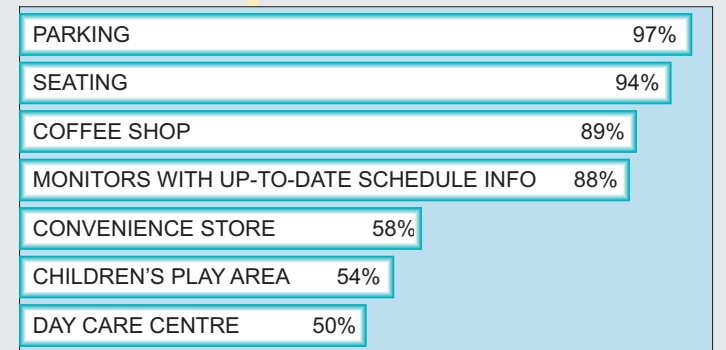 PARKING 97%
SEATING 94%
COFFEE SHOP 89%
MONITORS WITH UP-TO-DATE SCHEDULE INFO 88%
CONVENIENCE STORE 58%
CHILDREN'S PLAY AREA 54%
DAY CARE CENTRE 50%